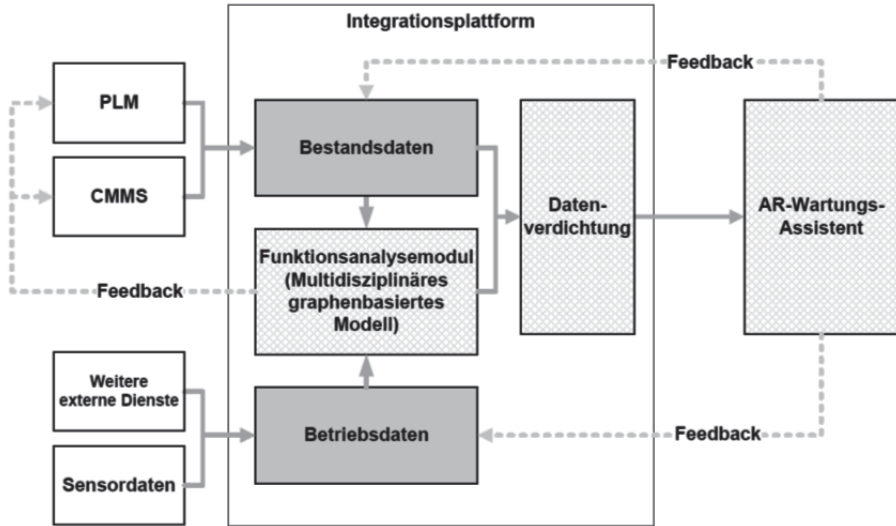 Integrationsplattform
Feedback
PLM
Bestandsdaten
CMMS
Daten-
verdichtung
AR-Wartungs-
Assistent
Funktionsanalysemodul
(Multidisziplinäres
graphenbasiertes
Modell)
Feedback
Weitere
externe Dienste
Betriebsdaten
Feedback
Sensordaten